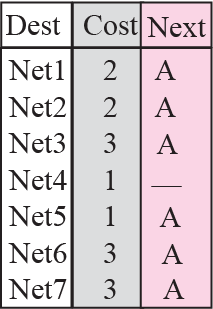 Dest Cost Next
Net1 2 A
Net2 2 A
Net3 3 A
Net4 1 —
Net5 1 A
Net6 3 A
Net7 3 A